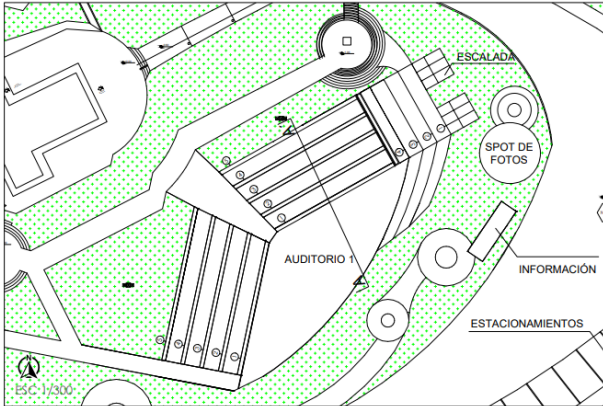 ESCALADA
SPOT DE
FOTOS
AUDITORIO 1
INFORMACIÓN
ESTACIONAMIENTOS
N
ESC 1/300